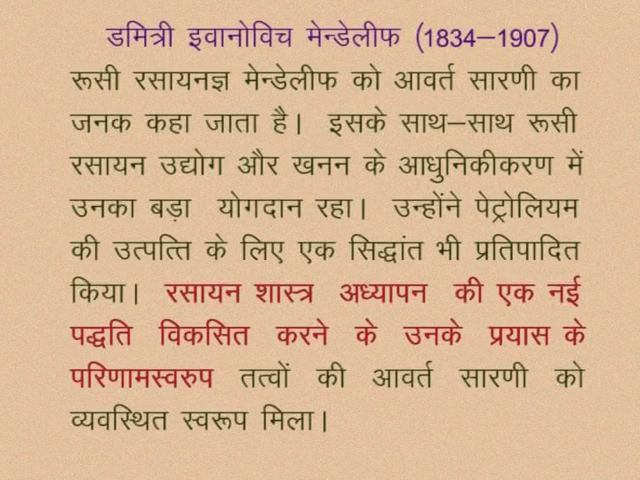 डमित्री इवानोविच मेन्डेलीफ (1834–1907)
रूसी रसायनज्ञ मेन्डेलीफ को आवर्त सारणी का
जनक कहा जाता है। इसके साथ–साथ रूसी
रसायन उद्योग और खनन के आधुनिकीकरण में
उनका बड़ा योगदान रहा। उन्होंने पेट्रोलियम
की उत्पत्ति के लिए एक सिद्धांत भी प्रतिपादित
किया। रसायन शास्त्र अध्यापन की एक नई
पद्धति विकसित करने के उनके प्रयास के
परिणामस्वरुप तत्वों की आवर्त सारणी को
व्यवस्थित स्वरूप मिला।